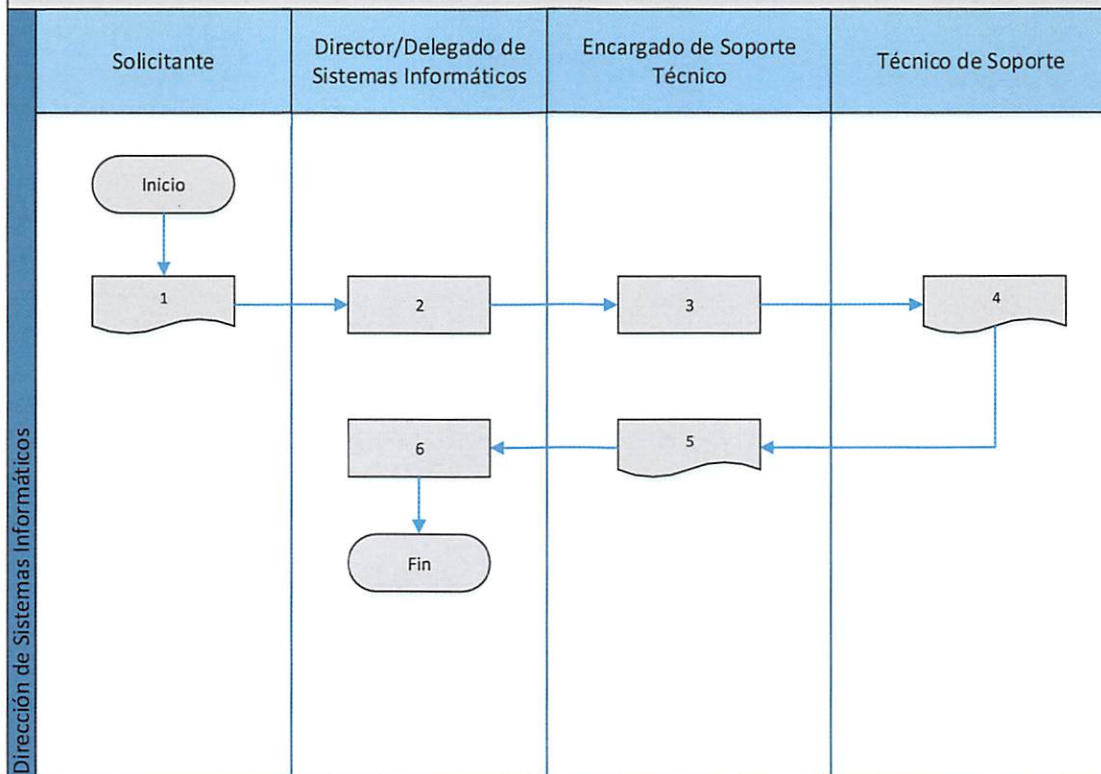 Solicitante
Director/Delegado de
Sistemas Informáticos
Encargado de Soporte
Técnico
Técnico de Soporte
Dirección de Sistemas Informáticos
Inicio
1
2
3
4
6
5
Fin